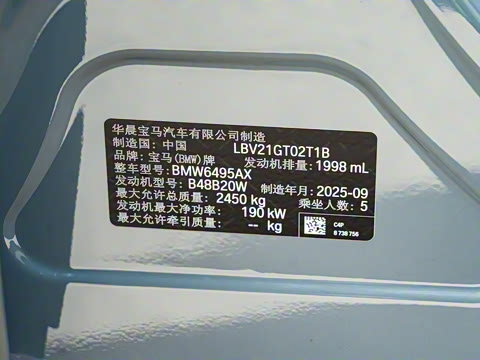 华晨宝马汽车有限公司制造
制造国：中国 LBV21GT02T1B
品牌：宝马(BMW)牌 发动机排量：1998 mL
整车型号：BMW6495AX
发动机型号：B48B20W 制造年月：2025-09
最大允许总质量：2450 kg 乘坐人数：5
发动机最大净功率：190 kW
最大允许牵引质量：-- kg
C4P
8 738 756